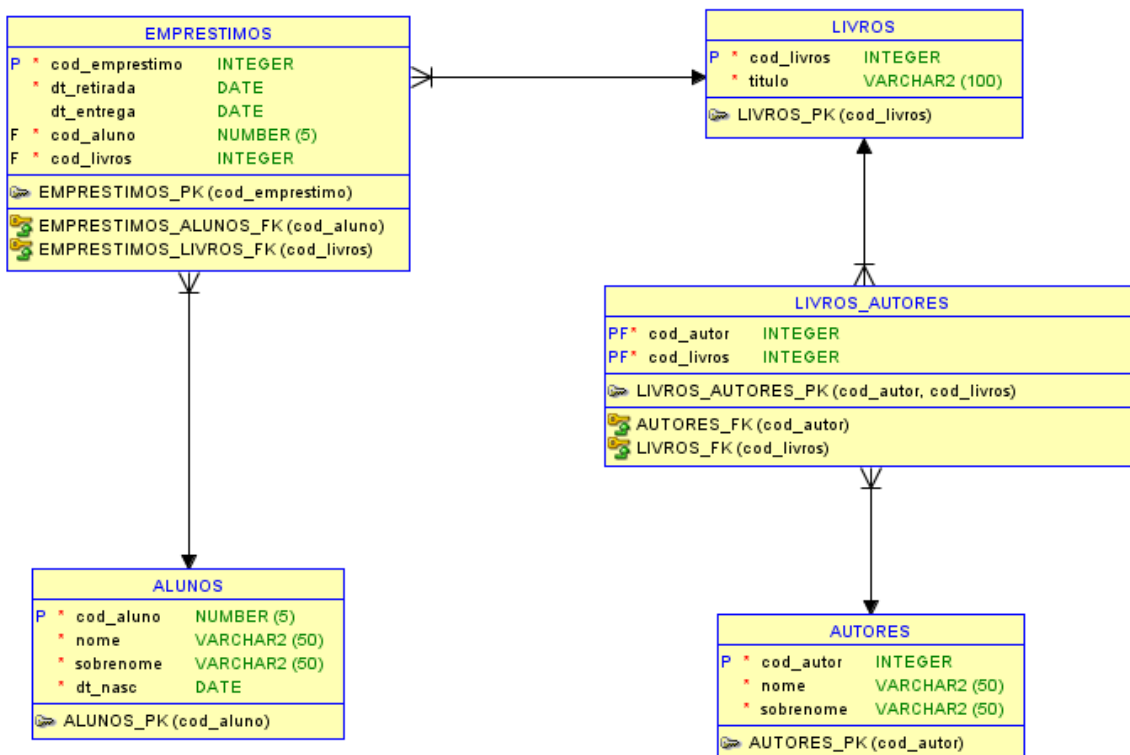 EMPRESTIMOS
P * cod_emprestimo INTEGER
* dt_retirada DATE
dt_entrega DATE
F * cod_aluno NUMBER (5)
F * cod_livros INTEGER
EMPRESTIMOS_PK (cod_emprestimo)
EMPRESTIMOS_ALUNOS_FK (cod_aluno)
EMPRESTIMOS_LIVROS_FK (cod_livros)
LIVROS
P * cod_livros INTEGER
* titulo VARCHAR2 (100)
LIVROS_PK (cod_livros)
LIVROS_AUTORES
PF* cod_autor INTEGER
PF* cod_livros INTEGER
LIVROS_AUTORES_PK (cod_autor, cod_livros)
AUTORES_FK (cod_autor)
LIVROS_FK (cod_livros)
ALUNOS
P * cod_aluno NUMBER (5)
* nome VARCHAR2 (50)
* sobrenome VARCHAR2 (50)
* dt_nasc DATE
ALUNOS_PK (cod_aluno)
AUTORES
P * cod_autor INTEGER
* nome VARCHAR2 (50)
* sobrenome VARCHAR2 (50)
AUTORES_PK (cod_autor)